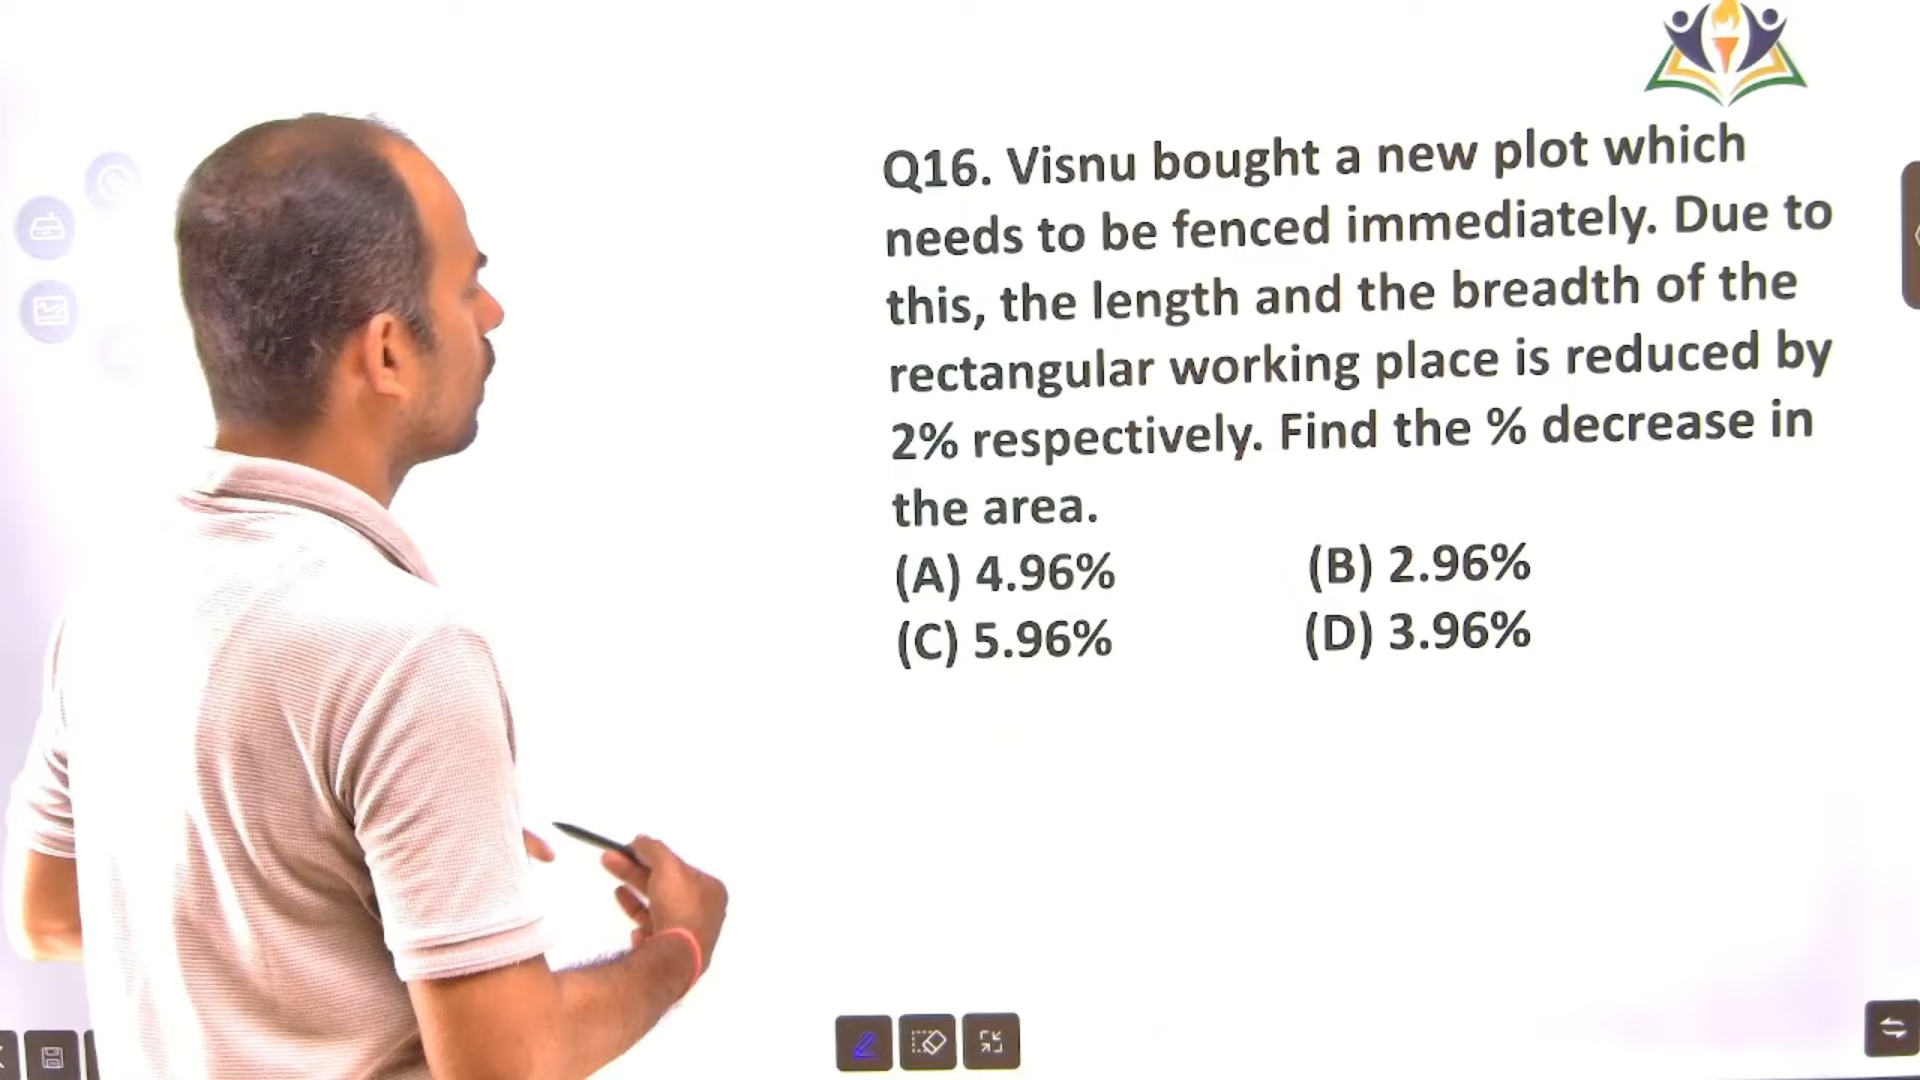 Q16. Visnu bought a new plot which
needs to be fenced immediately. Due to
this, the length and the breadth of the
rectangular working place is reduced by
2% respectively. Find the % decrease in
the area.
(A) 4.96% (B) 2.96%
(C) 5.96% (D) 3.96%